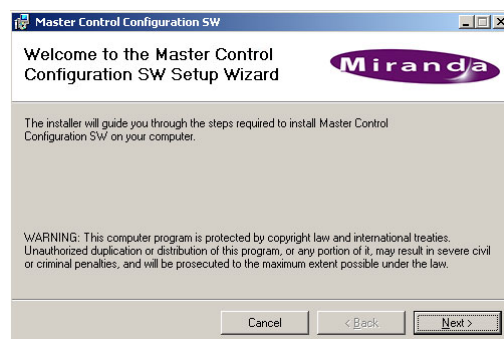 Master Control Configuration SW
Welcome to the Master Control
Configuration SW Setup Wizard
Miranda
The installer will guide you through the steps required to install Master Control
Configuration SW on your computer.
WARNING: This computer program is protected by copyright law and international treaties.
Unauthorized duplication or distribution of this program, or any portion of it, may result in severe civil
or criminal penalties, and will be prosecuted to the maximum extent possible under the law.
Cancel
< Back
Next >